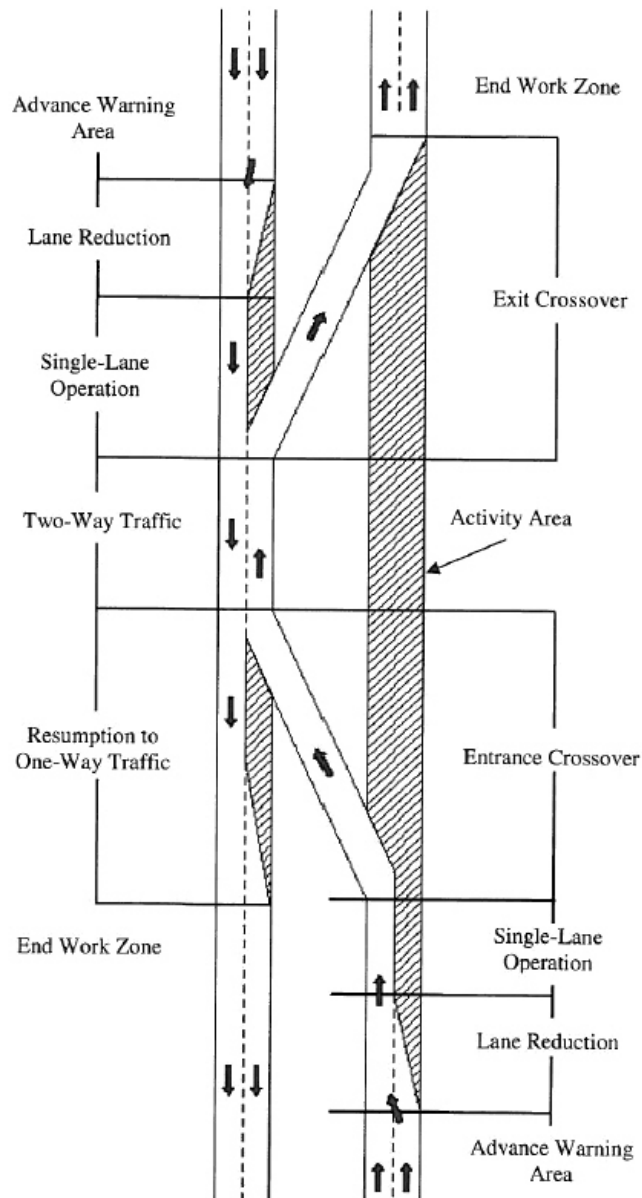 End Work Zone
Advance Warning
Area
Lane Reduction
Exit Crossover
Single-Lane
Operation
Two-Way Traffic
Activity Area
Resumption to
One-Way Traffic
Entrance Crossover
End Work Zone
Single-Lane
Operation
Lane Reduction
Advance Warning
Area